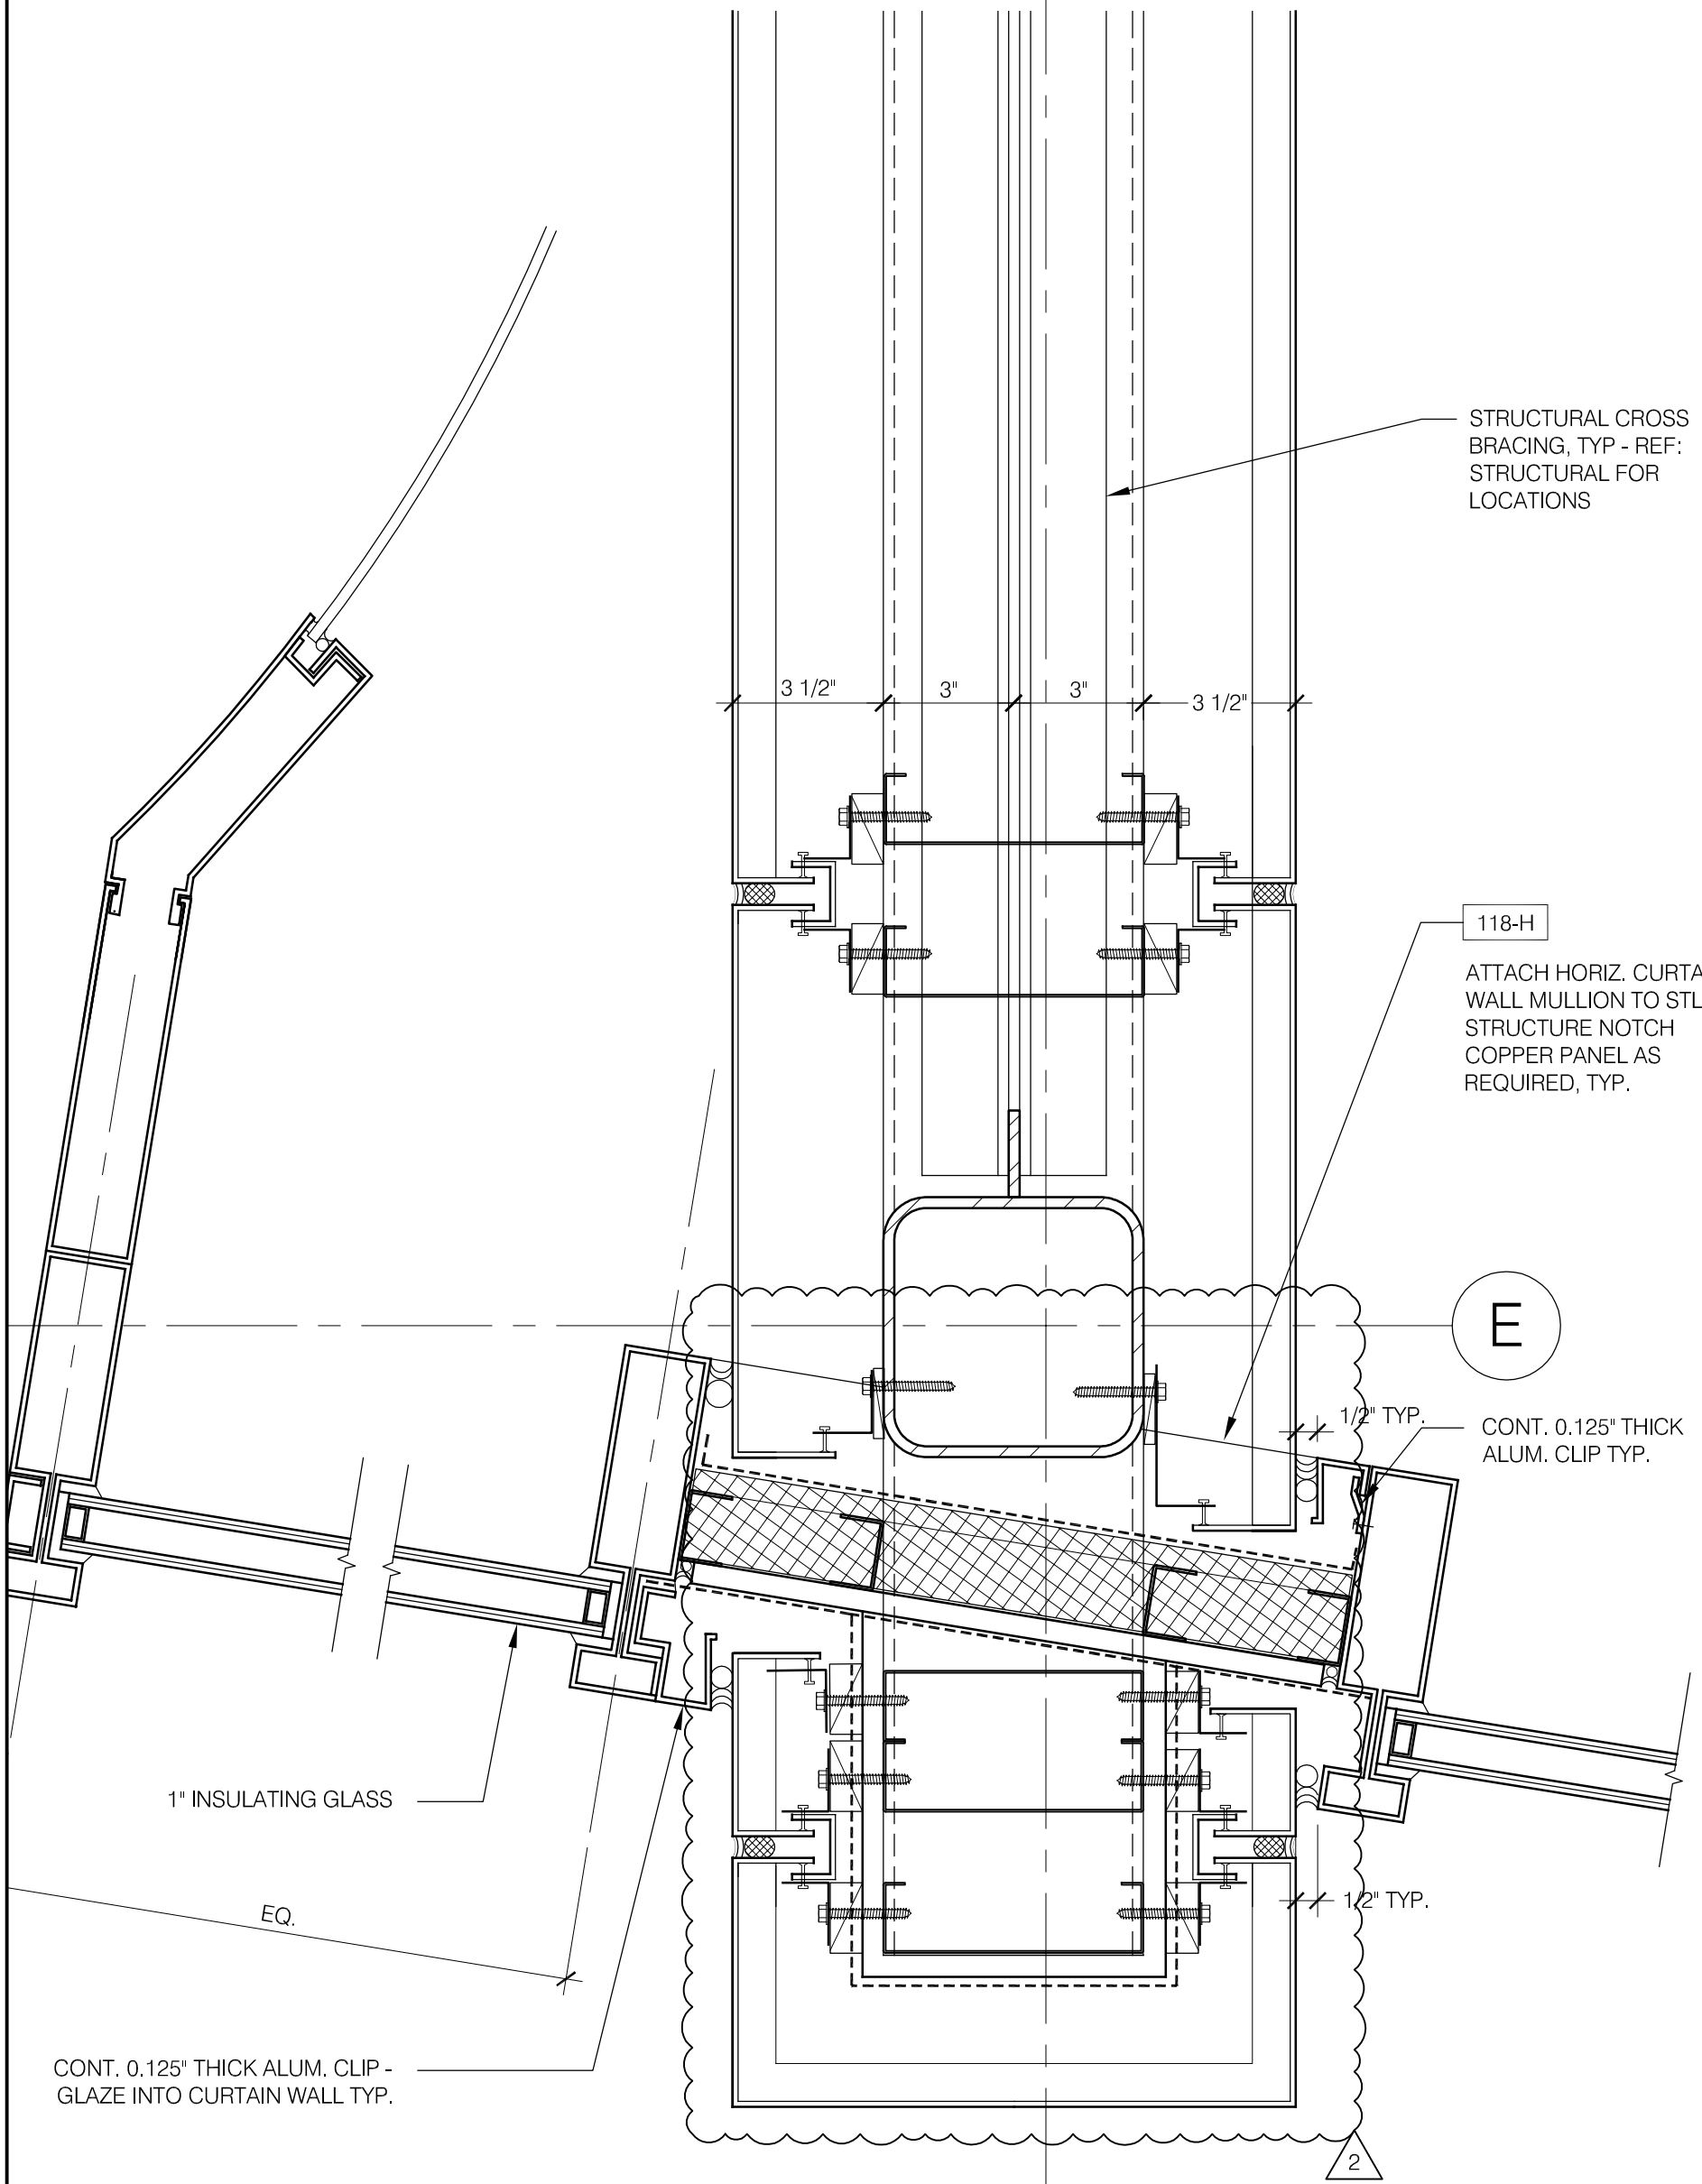 STRUCTURAL CROSS
BRACING, TYP - REF:
STRUCTURAL FOR
LOCATIONS
3 1/2"
3"
3"
3 1/2"
118-H
ATTACH HORIZ. CURTA
WALL MULLION TO STL
STRUCTURE NOTCH
COPPER PANEL AS
REQUIRED, TYP.
E
1/2" TYP.
CONT. 0.125" THICK
ALUM. CLIP TYP.
1" INSULATING GLASS
1/2" TYP.
EQ.
CONT. 0.125" THICK ALUM. CLIP -
GLAZE INTO CURTAIN WALL TYP.
2